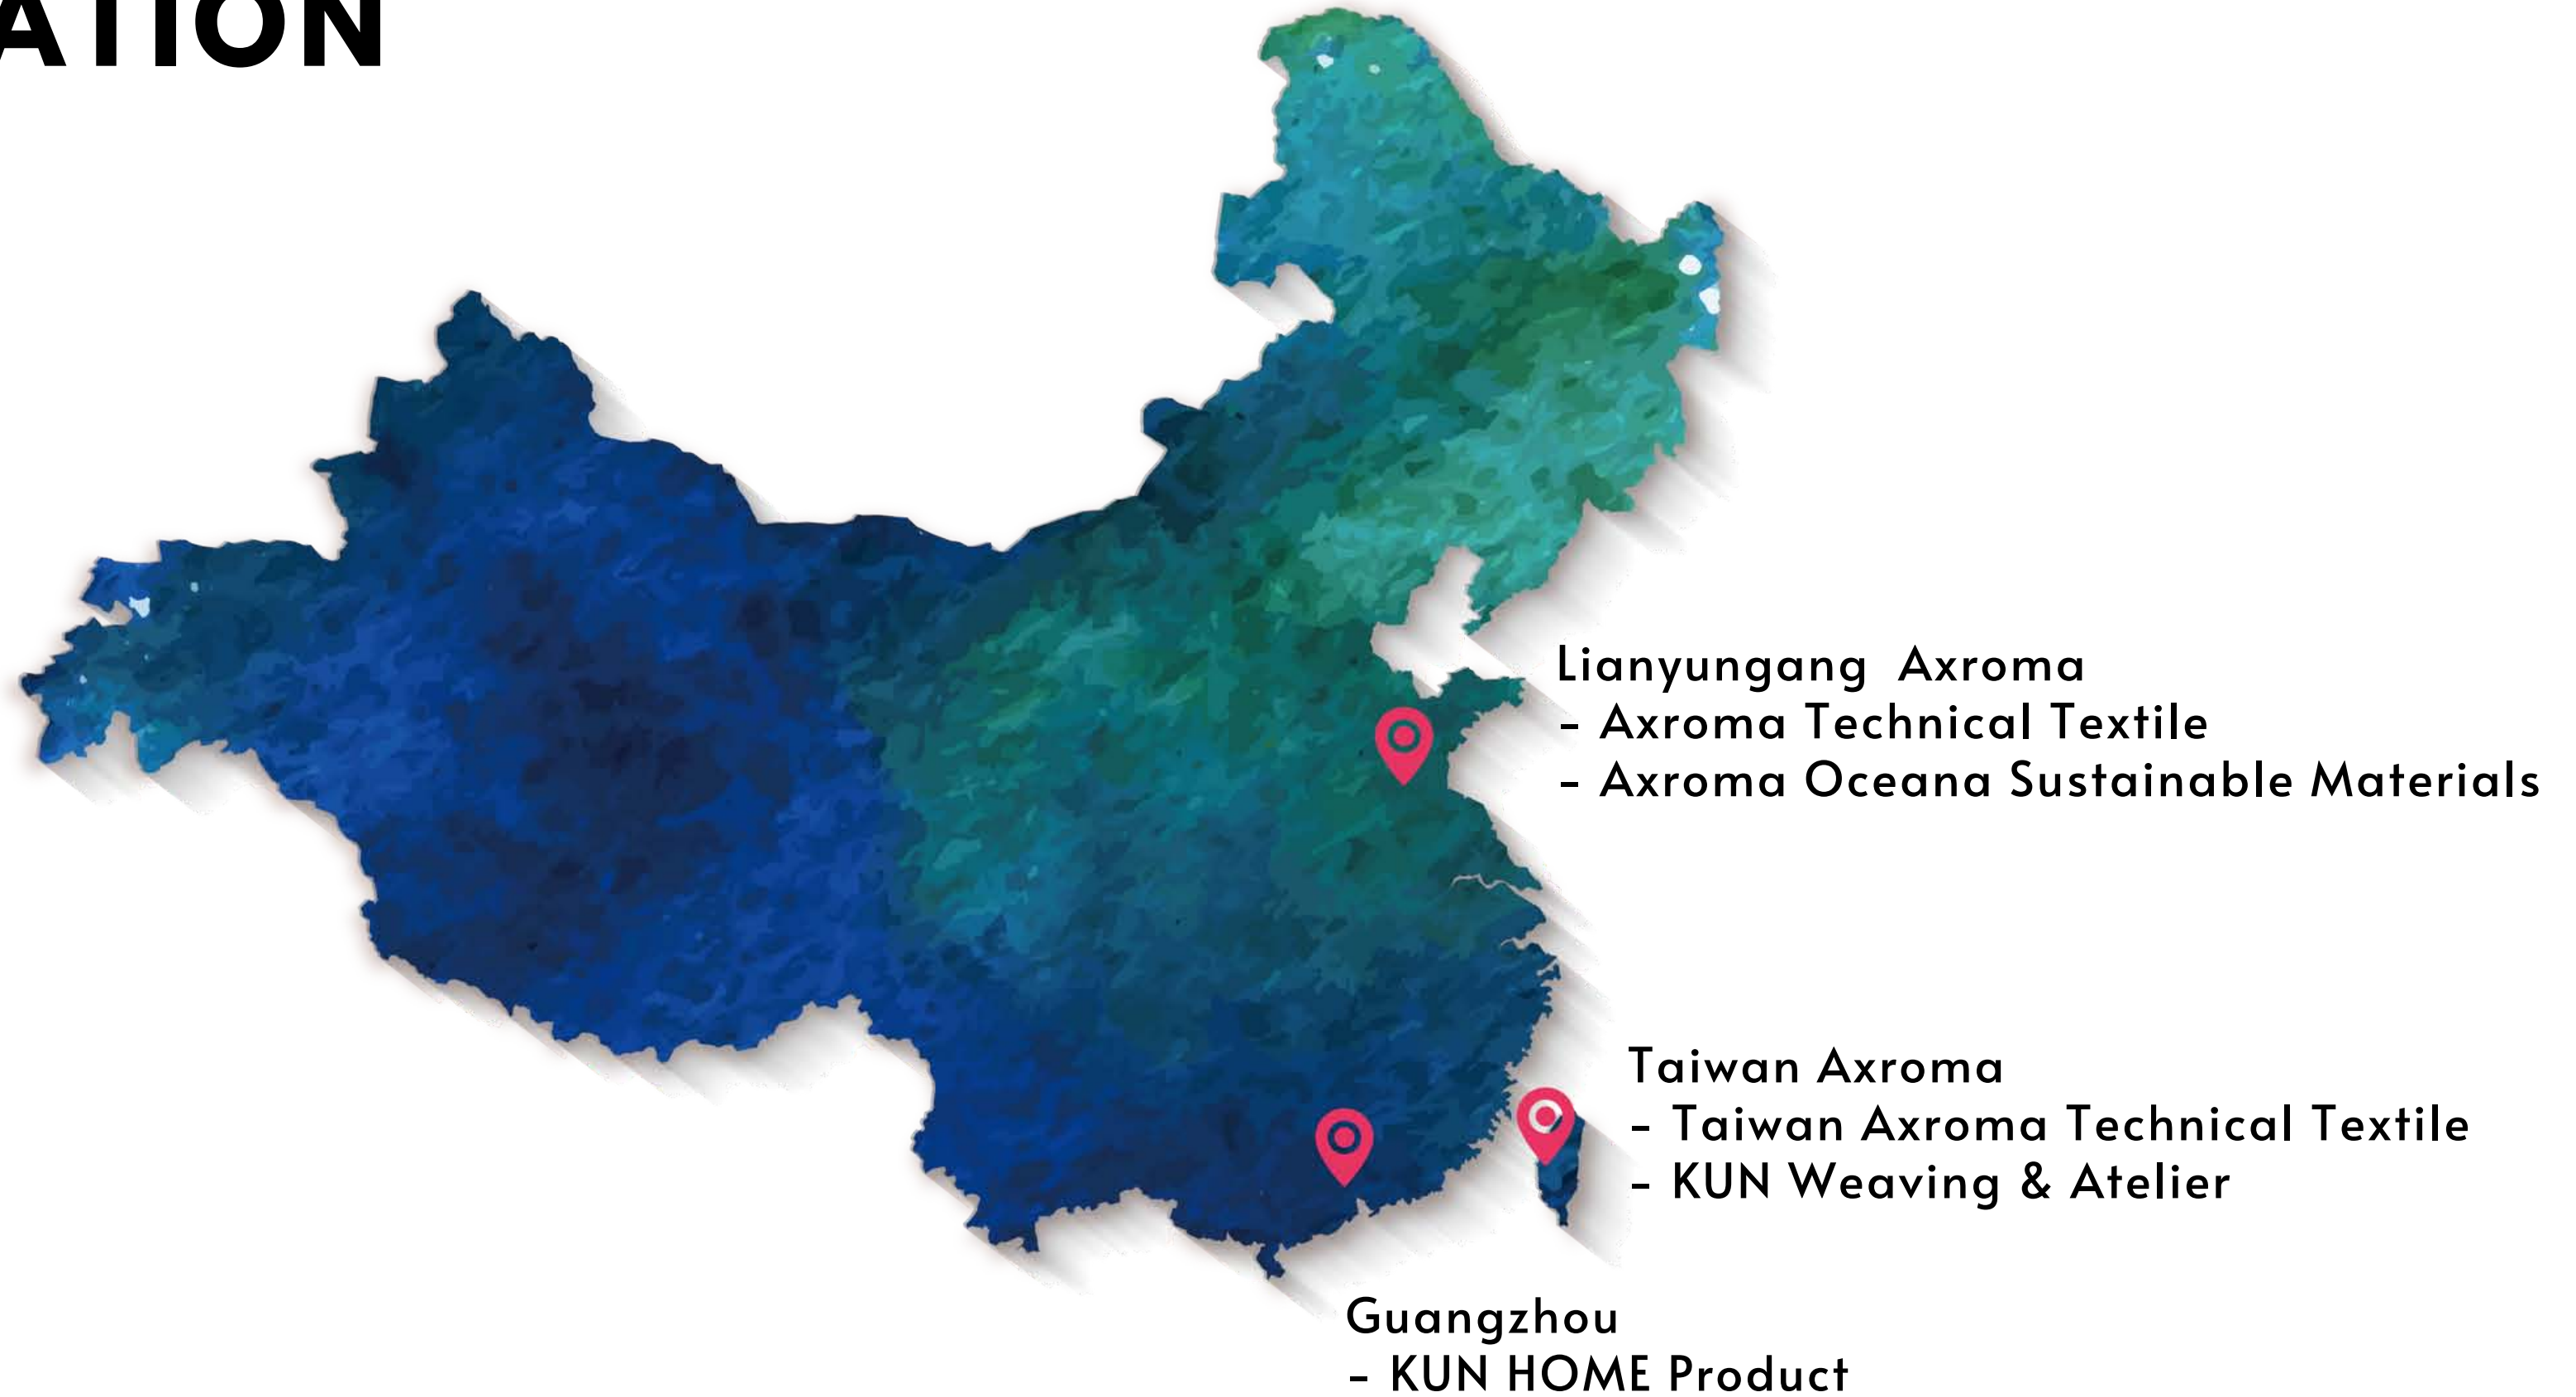 ATION
Lianyungang Axroma
- Axroma Technical Textile
- Axroma Oceana Sustainable Materials
Taiwan Axroma
- Taiwan Axroma Technical Textile
- KUN Weaving & Atelier
Guangzhou
- KUN HOME Product